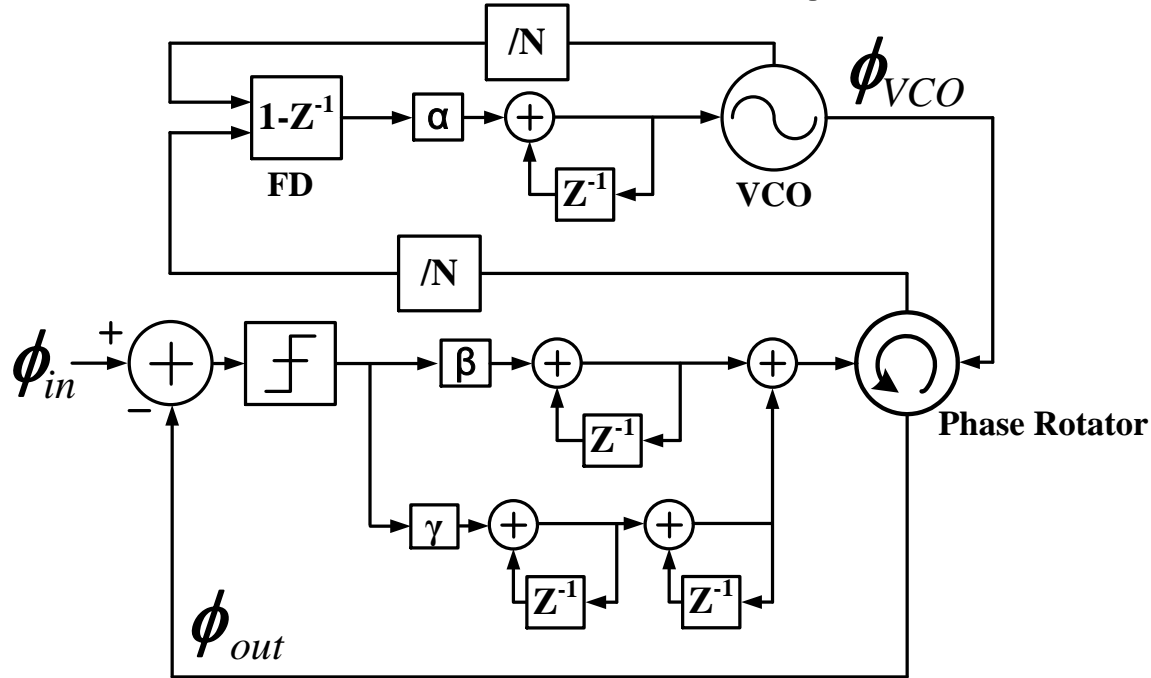 /N
ϕVCO
1-Z-1
α
+
FD
Z-1
VCO
/N
ϕin
+
+
−
β
+
+
Z-1
Phase Rotator
γ
+
+
Z-1
Z-1
ϕout